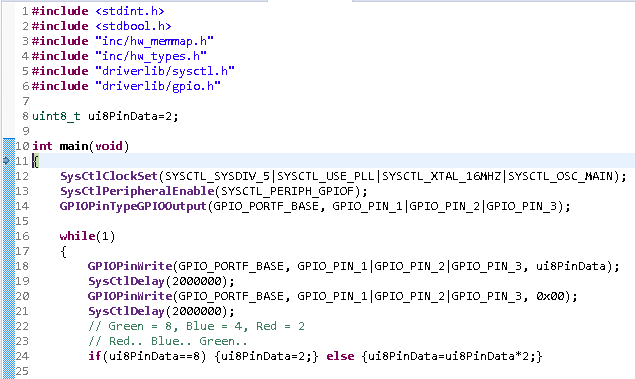 1 #include <stdint.h>
2 #include <stdbool.h>
3 #include "inc/hw_memmap.h"
4 #include "inc/hw_types.h"
5 #include "driverlib/sysctl.h"
6 #include "driverlib/gpio.h"
7
8 uint8_t ui8PinData=2;
9
10 int main(void)
11 {
12     SysCtlClockSet(SYSCTL_SYSDIV_5|SYSCTL_USE_PLL|SYSCTL_XTAL_16MHZ|SYSCTL_OSC_MAIN);
13     SysCtlPeripheralEnable(SYSCTL_PERIPH_GPIOF);
14     GPIOPinTypeGPIOOutput(GPIO_PORTF_BASE, GPIO_PIN_1|GPIO_PIN_2|GPIO_PIN_3);
15
16     while(1)
17     {
18         GPIOPinWrite(GPIO_PORTF_BASE, GPIO_PIN_1|GPIO_PIN_2|GPIO_PIN_3, ui8PinData);
19         SysCtlDelay(2000000);
20         GPIOPinWrite(GPIO_PORTF_BASE, GPIO_PIN_1|GPIO_PIN_2|GPIO_PIN_3, 0x00);
21         SysCtlDelay(2000000);
22         // Green = 8, Blue = 4, Red = 2
23         // Red.. Blue.. Green..
24         if(ui8PinData==8) {ui8PinData=2;} else {ui8PinData=ui8PinData*2;}
25